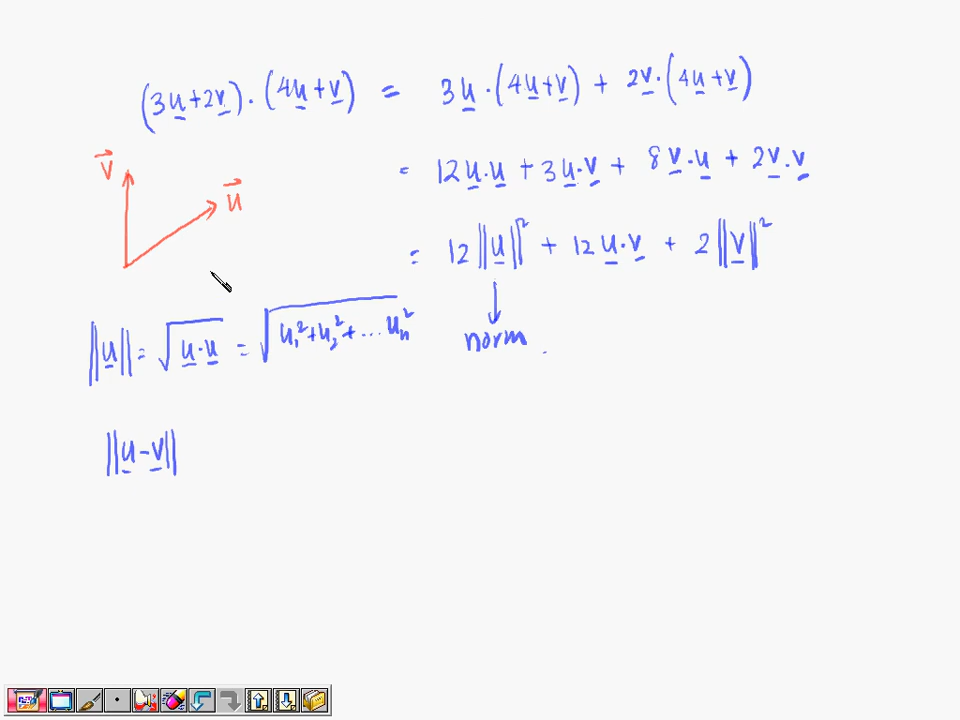 (3u̲+2v̲)·(4u̲+v̲) = 3u̲·(4u̲+v̲) + 2v̲·(4u̲+v̲)
= 12u̲·u̲ + 3u̲·v̲ + 8v̲·u̲ + 2v̲·v̲
v⃗
u⃗
= 12||u̲||² + 12u̲·v̲ + 2||v̲||²
norm
||u̲|| = √(u̲·u̲) = √(u₁²+u₂²+...uₙ²)
||u̲-v̲||